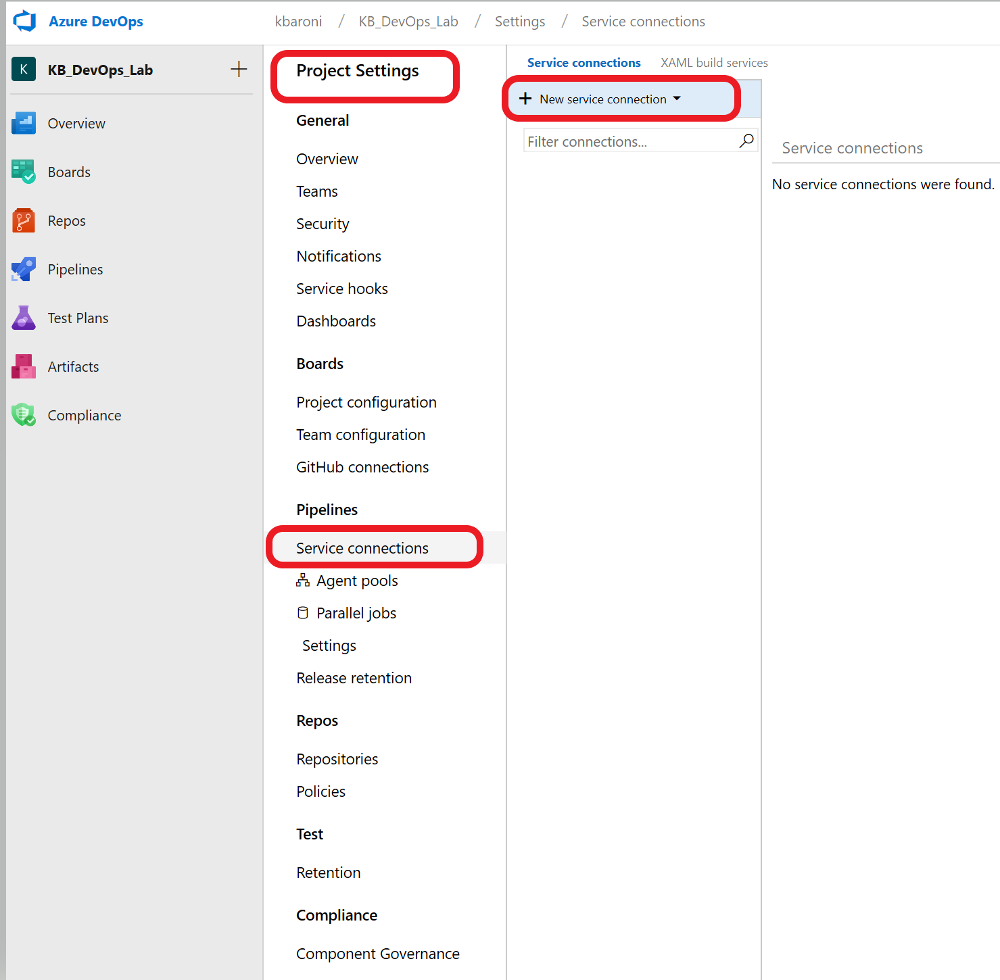 Azure DevOps
kbaroni / KB_DevOps_Lab / Settings / Service connections
K KB_DevOps_Lab
Overview
Boards
Repos
Pipelines
Test Plans
Artifacts
Compliance
Project Settings
General
Overview
Teams
Security
Notifications
Service hooks
Dashboards
Boards
Project configuration
Team configuration
GitHub connections
Pipelines
Service connections
Agent pools
Parallel jobs
Settings
Release retention
Repos
Repositories
Policies
Test
Retention
Compliance
Component Governance
Service connections XAML build services
+ New service connection
Filter connections...
Service connections
No service connections were found.